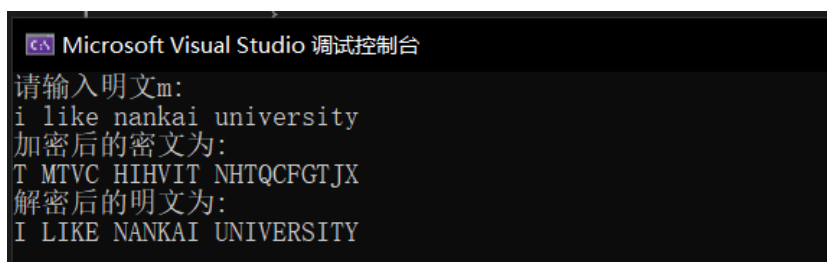 Microsoft Visual Studio 调试控制台
请输入明文m:
i like nankai university
加密后的密文为:
T MTVC HIHVIT NHTQCFGTJX
解密后的明文为:
I LIKE NANKAI UNIVERSITY